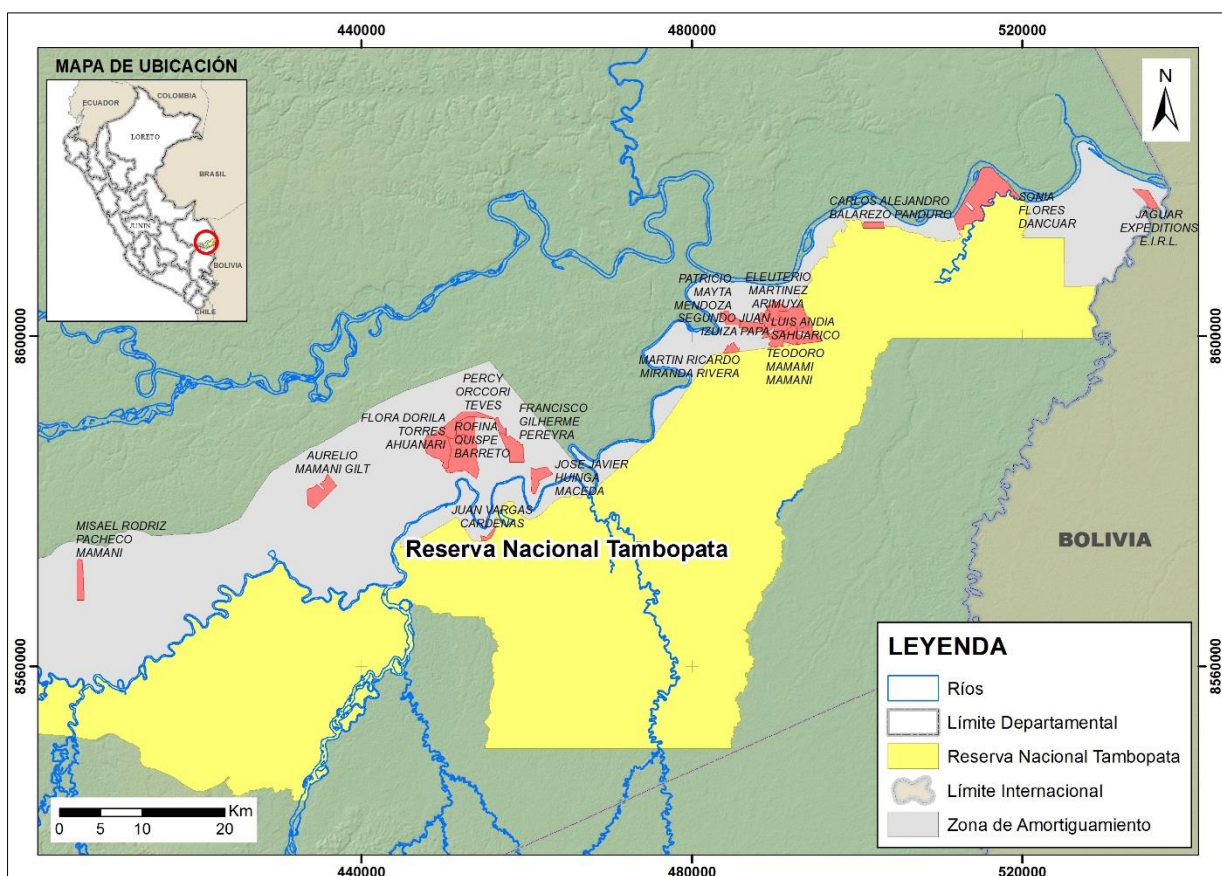 440000
480000
520000
MAPA DE UBICACIÓN
ECUADOR
COLOMBIA
LORETO
BRASIL
JUNIN
BOLIVIA
CHILE
N
8600000
8600000
CARLOS ALEJANDRO
BALAREZO PANDURO
SONIA
FLORES
DANCUAR
JAGUAR
EXPEDITIONS
E.I.R.L.
PATRICIO
MAYTA
MENDOZA
ELEUTERIO
MARTINEZ
ARIMUYA
SEGUNDO JUAN
IZUIZA PAPA
LUIS ANDIA
SAHUARICO
MARTIN RICARDO
MIRANDA RIVERA
TEODORO
MAMAMI
MAMANI
PERCY
ORCCORI
TEVES
FLORA DORILA
TORRES
AHUANARI
ROFINA
QUISPE
BARRETO
FRANCISCO
GILHERME
PEREYRA
AURELIO
MAMANI GILT
JOSE JAVIER
HUINGA
MACEDA
JUAN VARGAS
CARDENAS
MISAEL RODRIZ
PACHECO
MAMANI
Reserva Nacional Tambopata
BOLIVIA
8560000
8560000
LEYENDA
Ríos
Límite Departamental
Reserva Nacional Tambopata
Límite Internacional
Zona de Amortiguamiento
Km
0 5 10 20
440000
480000
520000